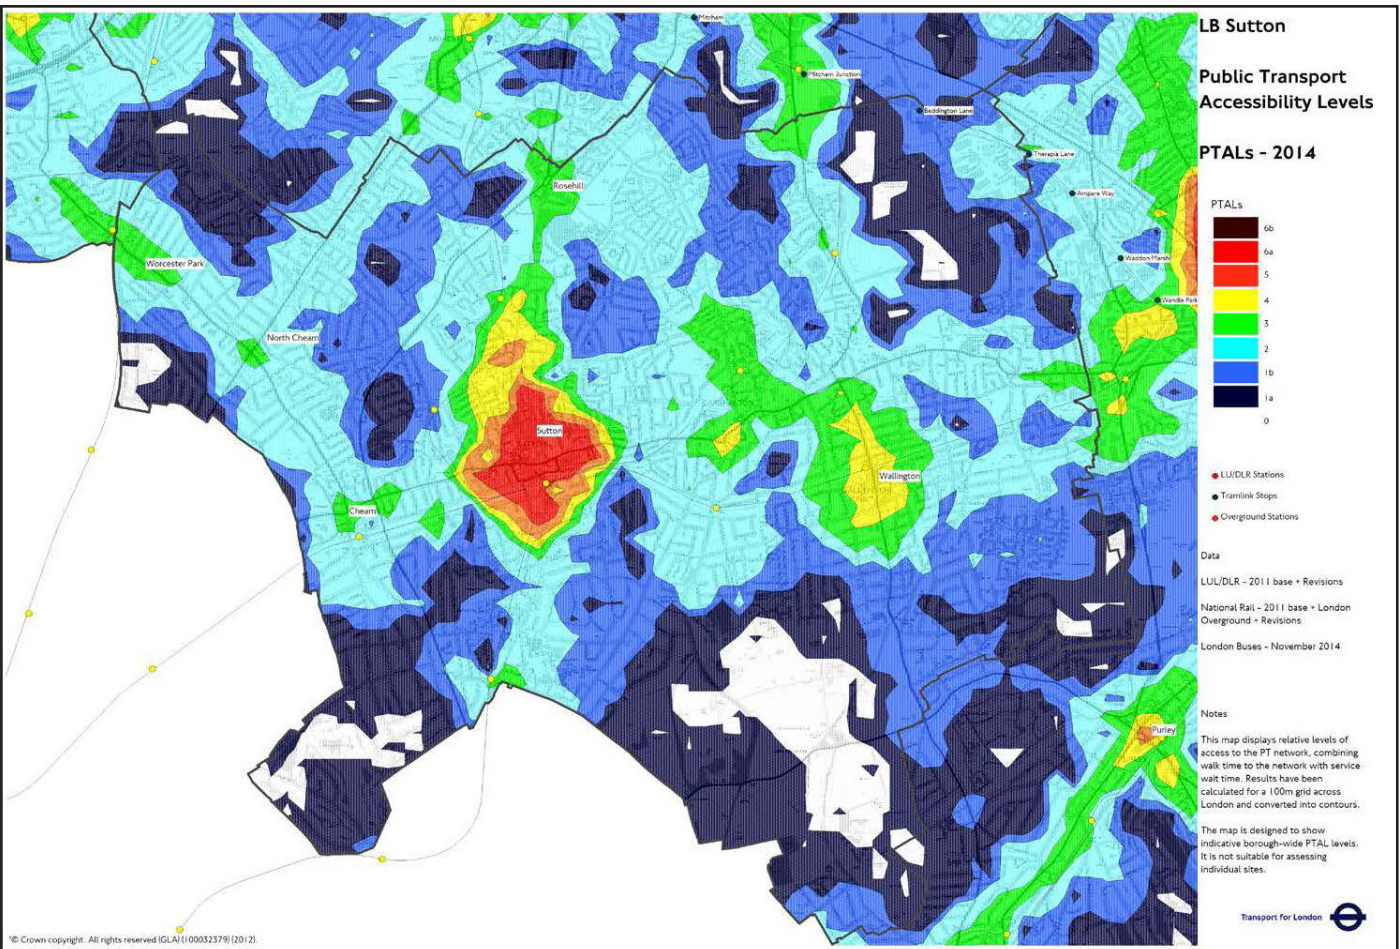 LB Sutton
Public Transport
Accessibility Levels
PTALs - 2014
PTALs
6b
6a
5
4
3
2
1b
1a
0
LU/DLR Stations
Tramlink Stops
Overground Stations
Data
LUL/DLR - 2011 base + Revisions
National Rail - 2011 base + London
Overground + Revisions
London Buses - November 2014
Notes
This map displays relative levels of
access to the PT network, combining
walk time to the network with service
wait time. Results have been
calculated for a 100m grid across
London and converted into contours.
The map is designed to show
indicative borough-wide PTAL levels.
It is not suitable for assessing
individual sites.
Transport for London
Mitcham
Mitcham Junction
Beddington Lane
Therapia Lane
Ampere Way
Waddon Marsh
Wandle Park
Rosehill
Worcester Park
North Cheam
Sutton
Wallington
Cheam
Purley
© Crown copyright. All rights reserved (GLA) (100032379) (2012).